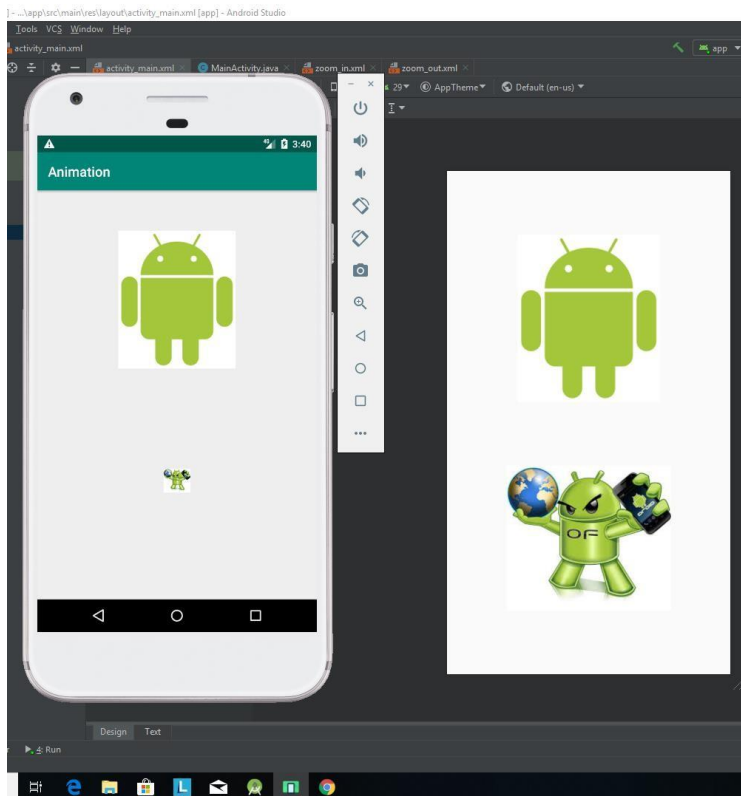 ] - ...\app\src\main\res\layout\activity_main.xml [app] - Android Studio
Tools VCS Window Help
activity_main.xml
app
activity_main.xml MainActivity.java zoom_in.xml zoom_out.xml
29 AppTheme Default (en-us)
3:40
Animation
OF
Design Text
4: Run
L